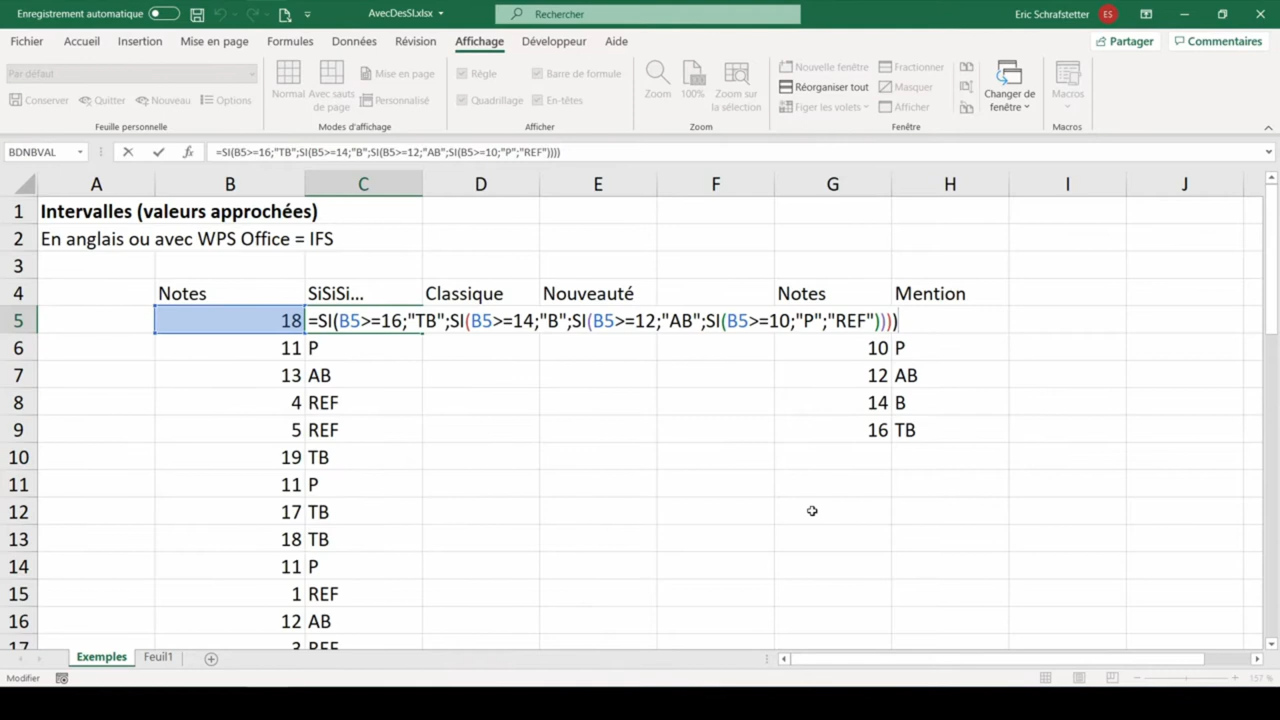 Enregistrement automatique AvecDesSI.xlsx Rechercher Eric Schrafstetter ES
Fichier Accueil Insertion Mise en page Formules Données Révision Affichage Développeur Aide Partager Commentaires
Par défaut
Conserver Quitter Nouveau Options
Feuille personnelle
Normal Avec sauts de page Mise en page Personnalisé
Modes d'affichage
Règle Barre de formule
Quadrillage En-têtes
Afficher
Zoom 100% Zoom sur la sélection
Zoom
Nouvelle fenêtre Fractionner
Réorganiser tout Masquer
Figer les volets Afficher
Changer de fenêtre
Fenêtre
Macros
Macros
BDNBVAL fx =SI(B5>=16;"TB";SI(B5>=14;"B";SI(B5>=12;"AB";SI(B5>=10;"P";"REF"))))
A B C D E F G H I J
1 Intervalles (valeurs approchées)
2 En anglais ou avec WPS Office = IFS
3
4 Notes SiSiSi... Classique Nouveauté Notes Mention
5 18 =SI(B5>=16;"TB";SI(B5>=14;"B";SI(B5>=12;"AB";SI(B5>=10;"P";"REF"))))
6 11 P 10 P
7 13 AB 12 AB
8 4 REF 14 B
9 5 REF 16 TB
10 19 TB
11 11 P
12 17 TB
13 18 TB
14 11 P
15 1 REF
16 12 AB
17 3 REF
Exemples Feuil1
Modifier 157 %